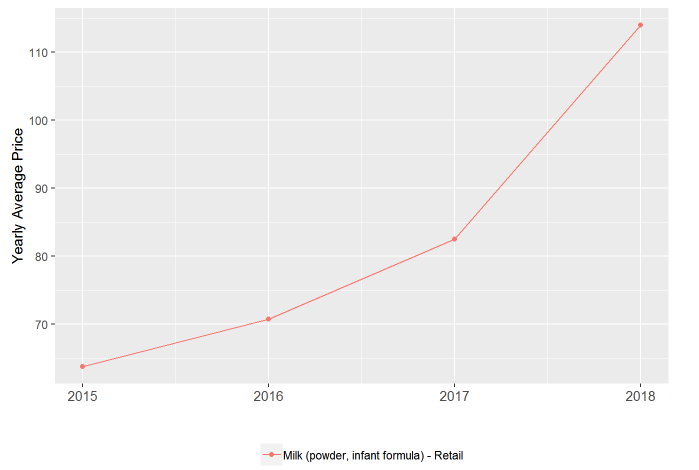 Yearly Average Price
110
100
90
80
70
2015 2016 2017 2018
Milk (powder, infant formula) - Retail